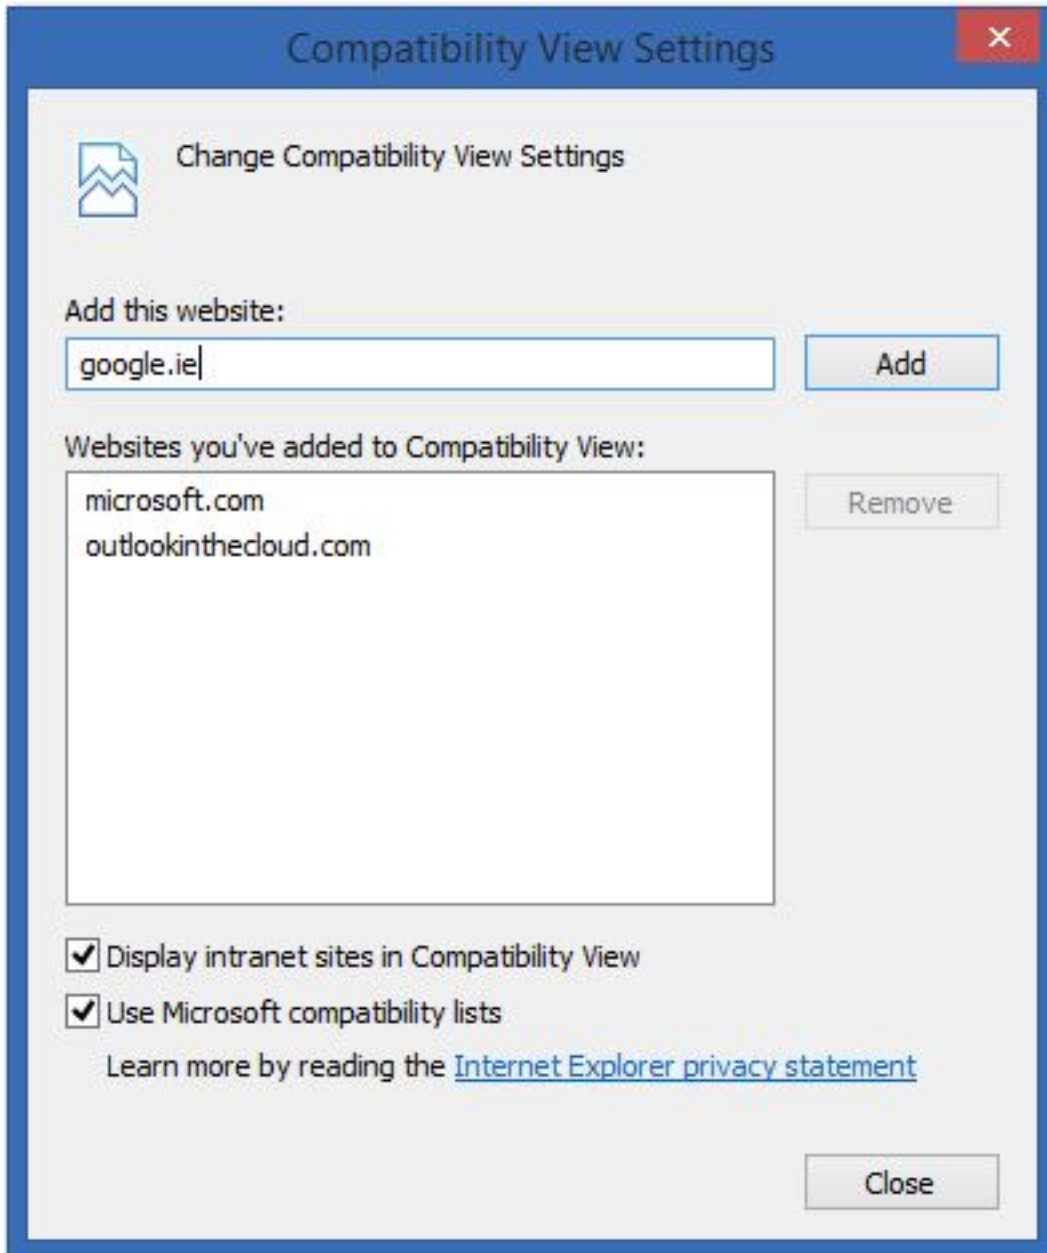 Compatibility View Settings
Change Compatibility View Settings
Add this website:
google.ie
Add
Websites you've added to Compatibility View:
microsoft.com
Remove
outlookinthecloud.com
Display intranet sites in Compatibility View
Use Microsoft compatibility lists
Learn more by reading the Internet Explorer privacy statement
Close